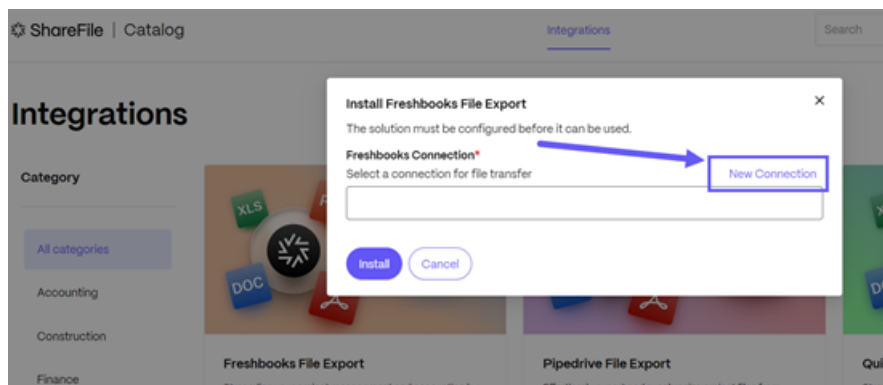 ShareFile | Catalog
Integrations
Search
Integrations
Install Freshbooks File Export
The solution must be configured before it can be used.
Freshbooks Connection*
Select a connection for file transfer
New Connection
Install
Cancel
Category
All categories
Accounting
Construction
Finance
XLS
DOC
Freshbooks File Export
Pipedrive File Export
Qui